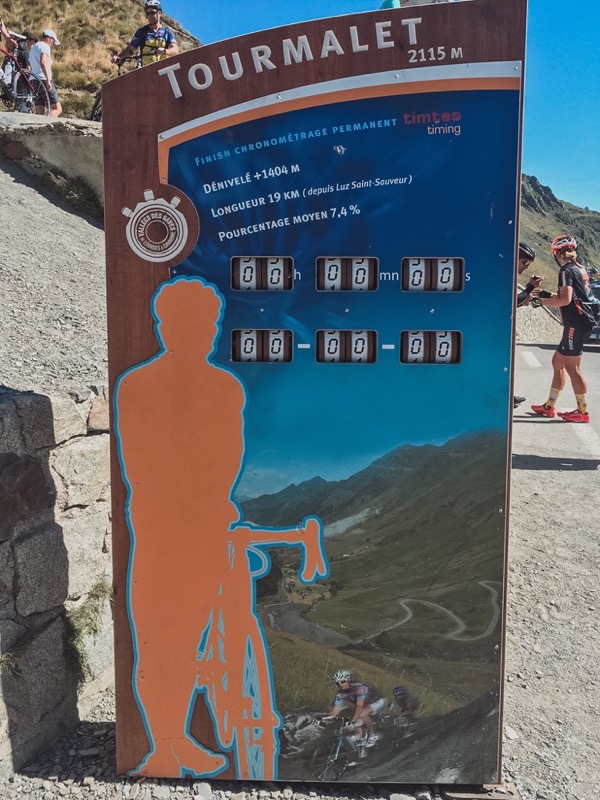 TOURMALET
2115 M
FINISH CHRONOMÉTRAGE PERMANENT timtoo timing
DÉNIVELÉ +1404 M
LONGUEUR 19 KM ( depuis Luz Saint-Sauveur )
POURCENTAGE MOYEN 7,4 %
00 h 00 mn 00 s
00 - 00 - 00